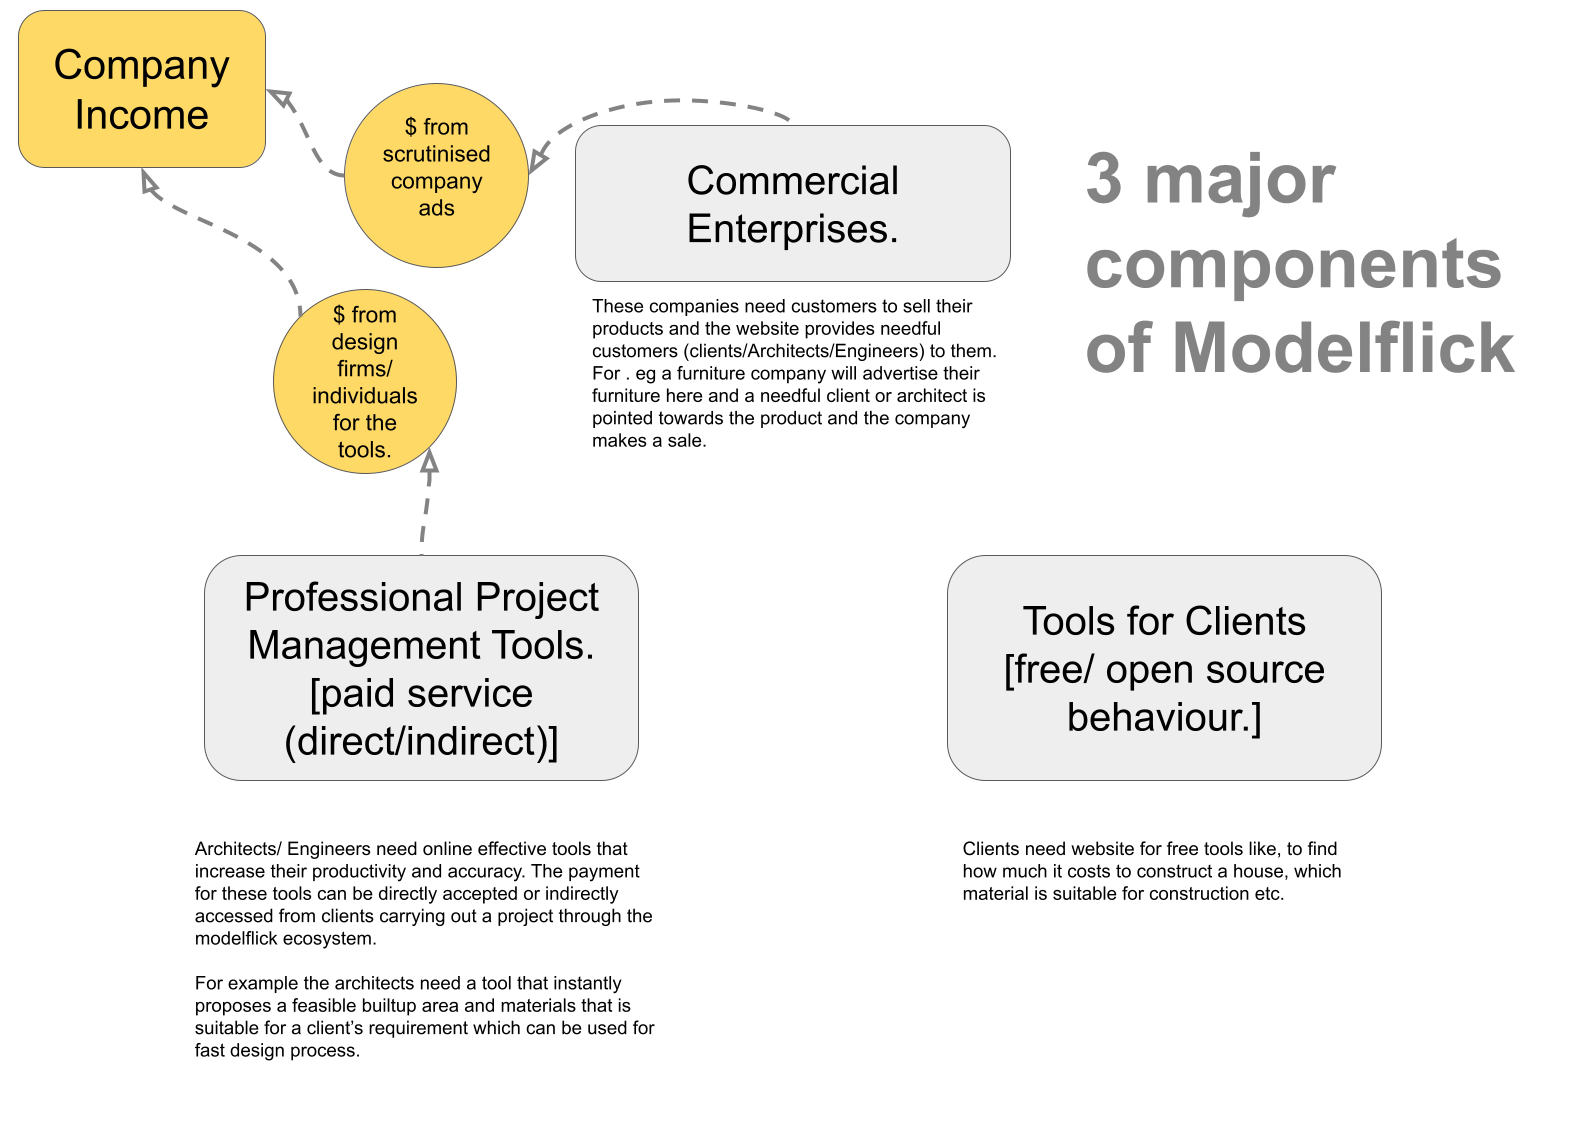 Company
Income
$ from
scrutinised
company
ads
Commercial
Enterprises.
3 major
components
of Modelflick
These companies need customers to sell their
products and the website provides needful
customers (clients/Architects/Engineers) to them.
For . eg a furniture company will advertise their
furniture here and a needful client or architect is
pointed towards the product and the company
makes a sale.
$ from
design
firms/
individuals
for the
tools.
Professional Project
Management Tools.
[paid service
(direct/indirect)]
Tools for Clients
[free/ open source
behaviour.]
Architects/ Engineers need online effective tools that
increase their productivity and accuracy. The payment
for these tools can be directly accepted or indirectly
accessed from clients carrying out a project through the
modelflick ecosystem.
For example the architects need a tool that instantly
proposes a feasible builtup area and materials that is
suitable for a client’s requirement which can be used for
fast design process.
Clients need website for free tools like, to find
how much it costs to construct a house, which
material is suitable for construction etc.